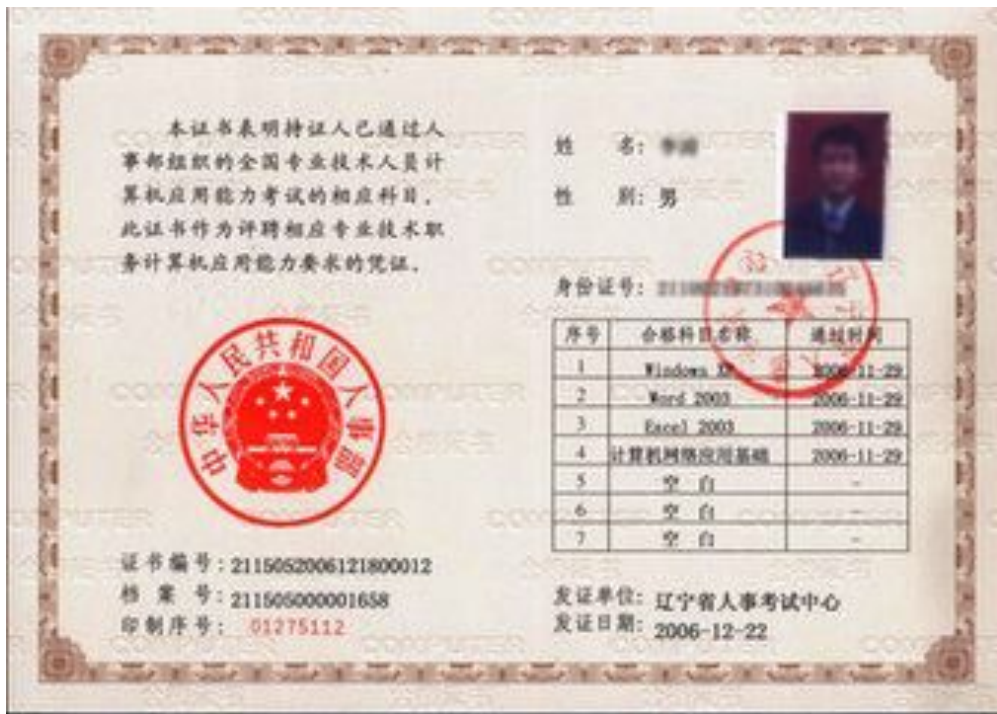 本证书表明持证人已通过人
事部组织的全国专业技术人员计
算机应用能力考试的相应科目。
此证书作为评聘相应专业技术职
务计算机应用能力要求的凭证。
中华人民共和国人事部
证书编号：2115052006121800012
档 案 号：211505000001658
印制序号： 01275112
姓 名：
性 别：男
身份证号：
序号 合格科目名称 通过时间
1 Windows XP 2006-11-29
2 Word 2003 2006-11-29
3 Excel 2003 2006-11-29
4 计算机网络应用基础 2006-11-29
5 空 白 -
6 空 白 -
7 空 白 -
发证单位：辽宁省人事考试中心
发证日期：2006-12-22
COMPUTER